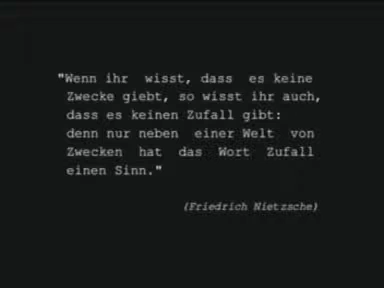 "Wenn ihr wisst, dass es keine
Zwecke giebt, so wisst ihr auch,
dass es keinen Zufall gibt:
denn nur neben einer Welt von
Zwecken hat das Wort Zufall
einen Sinn."
(Friedrich Nietzsche)